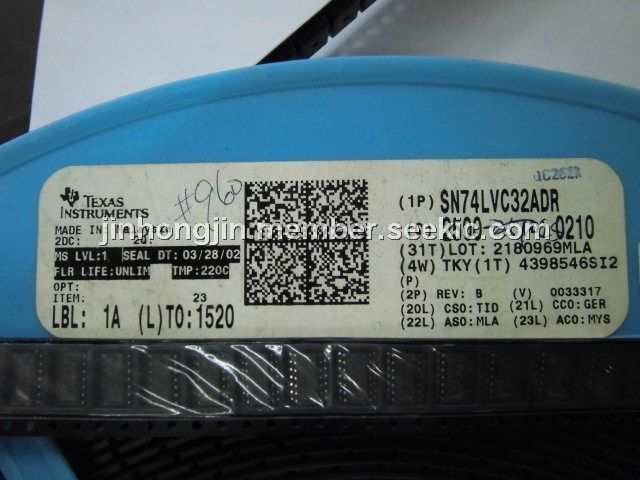 QC262R
TEXAS
INSTRUMENTS
#960
(1P) SN74LVC32ADR
MADE IN
2DC: 20:
0210
jinhongjin.member.seekic.com
MS LVL:1 SEAL DT: 03/28/02
(31T) LOT: 2180969MLA
FLR LIFE:UNLIM TMP:220C
(4W) TKY(1T) 4398546SI2
OPT:
(P)
ITEM: 23
(2P) REV: B (V) 0033317
LBL: 1A (L)TO:1520
(20L) CSO:TID (21L) CCO:GER
(22L) ASO:MLA (23L) ACO:MYS